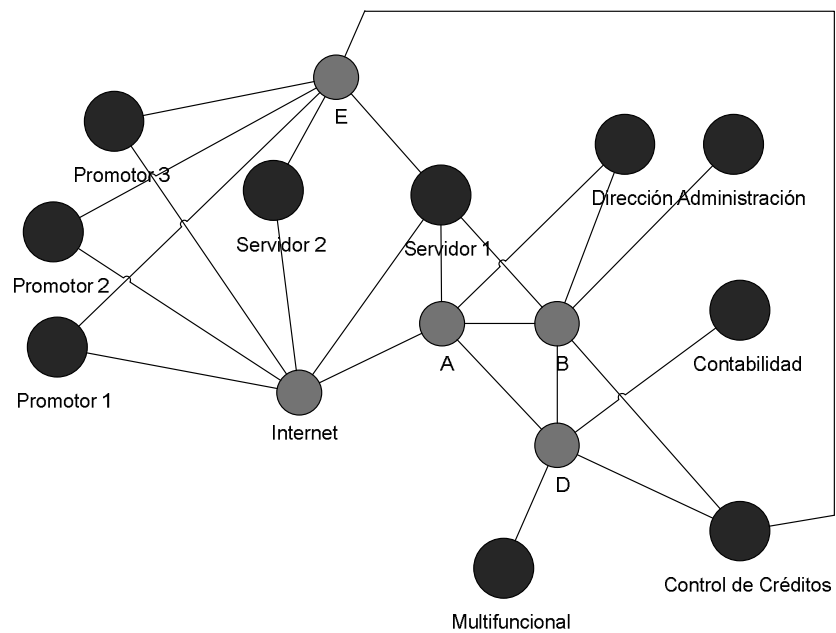 E
Promotor 3
Dirección
Administración
Servidor 2
Servidor 1
Promotor 2
A
B
Contabilidad
Promotor 1
Internet
D
Control de Créditos
Multifuncional